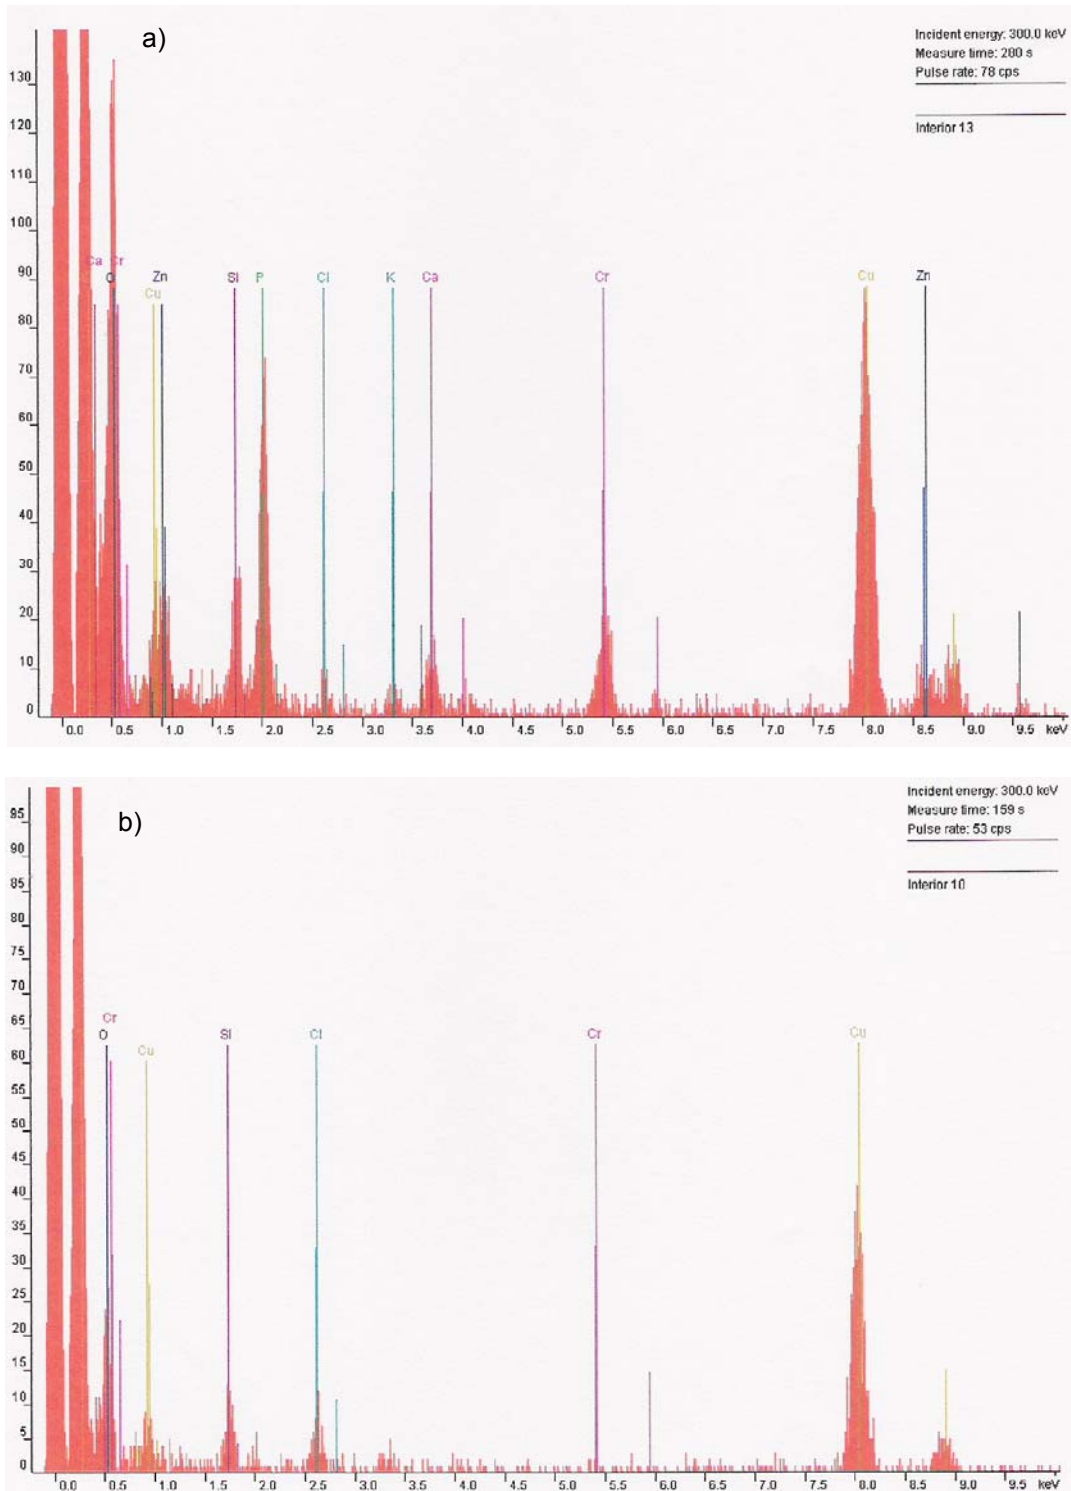 a)
Incident energy: 300.0 keV
Measure time: 280 s
Pulse rate: 78 cps
Interior 13
130
120
110
100
90
80
70
60
50
40
30
20
10
0
Ca Cr
O Zn Si P Cl K Ca Cr Cu Zn
Cu
0.0 0.5 1.0 1.5 2.0 2.5 3.0 3.5 4.0 4.5 5.0 5.5 6.0 6.5 7.0 7.5 8.0 8.5 9.0 9.5 keV
b)
Incident energy: 300.0 keV
Measure time: 159 s
Pulse rate: 53 cps
Interior 10
95
90
85
80
75
70
65
60
55
50
45
40
35
30
25
20
15
10
5
0
Cr
O Si Cl Cr Cu
Cu
0.0 0.5 1.0 1.5 2.0 2.5 3.0 3.5 4.0 4.5 5.0 5.5 6.0 6.5 7.0 7.5 8.0 8.5 9.0 9.5 keV